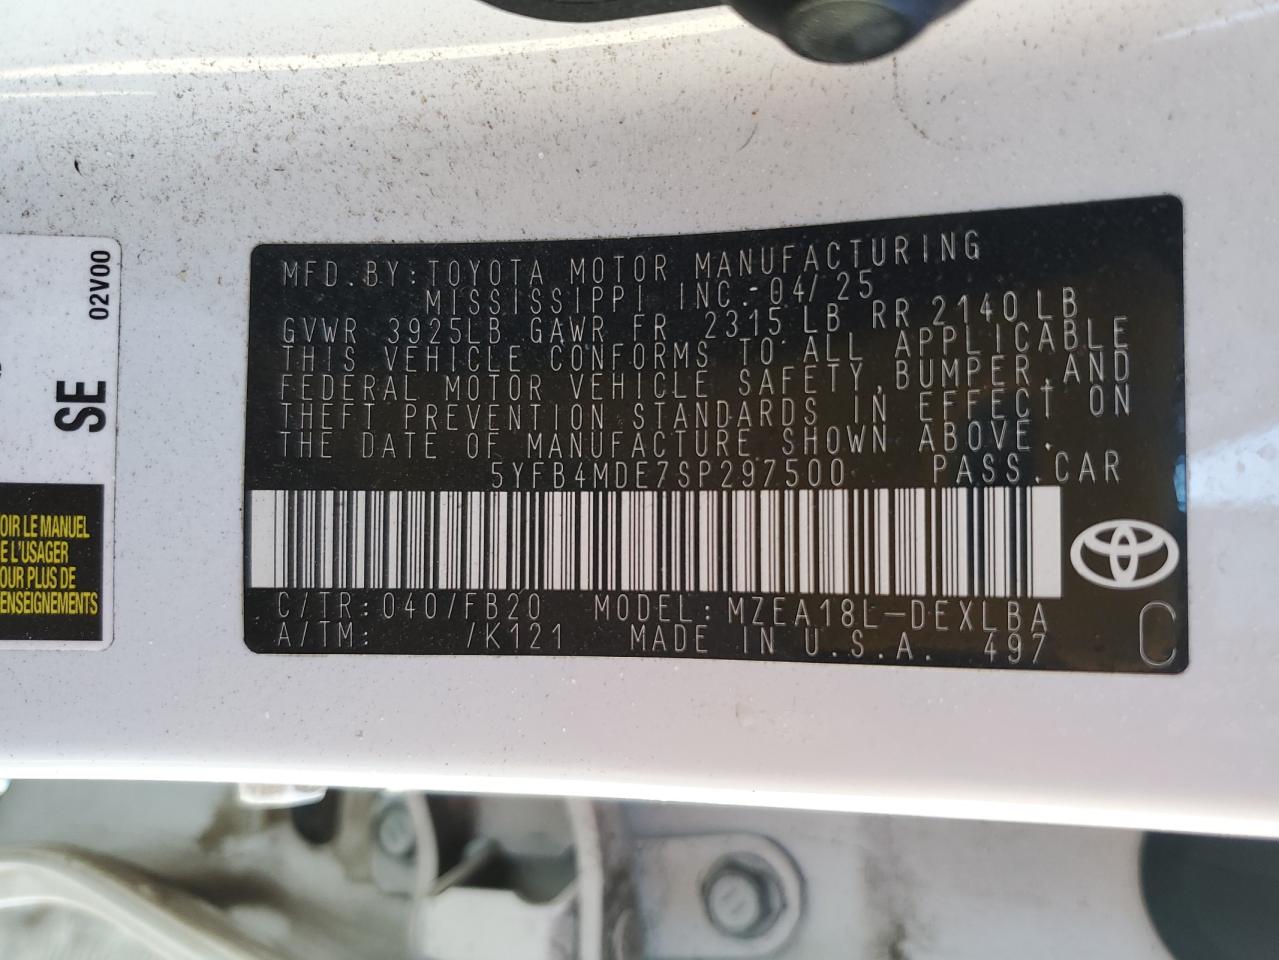 02V00
SE
OIR LE MANUEL
E L'USAGER
OUR PLUS DE
ENSEIGNEMENTS
MFD.BY:TOYOTA MOTOR MANUFACTURING
MISSISSIPPI INC. 04/25
GVWR 3925LB GAWR FR 2315 LB RR 2140LB
THIS VEHICLE CONFORMS TO ALL APPLICABLE
FEDERAL MOTOR VEHICLE SAFETY, BUMPER, AND
THEFT PREVENTION STANDARDS IN EFFECT ON
THE DATE OF MANUFACTURE SHOWN ABOVE.
5YFB4MDE7SP297500 PASS.CAR
C/TR:040/FB20 MODEL:MZEA18L-DEXLBA
A/TM: /K121 MADE IN U.S.A. 497
C